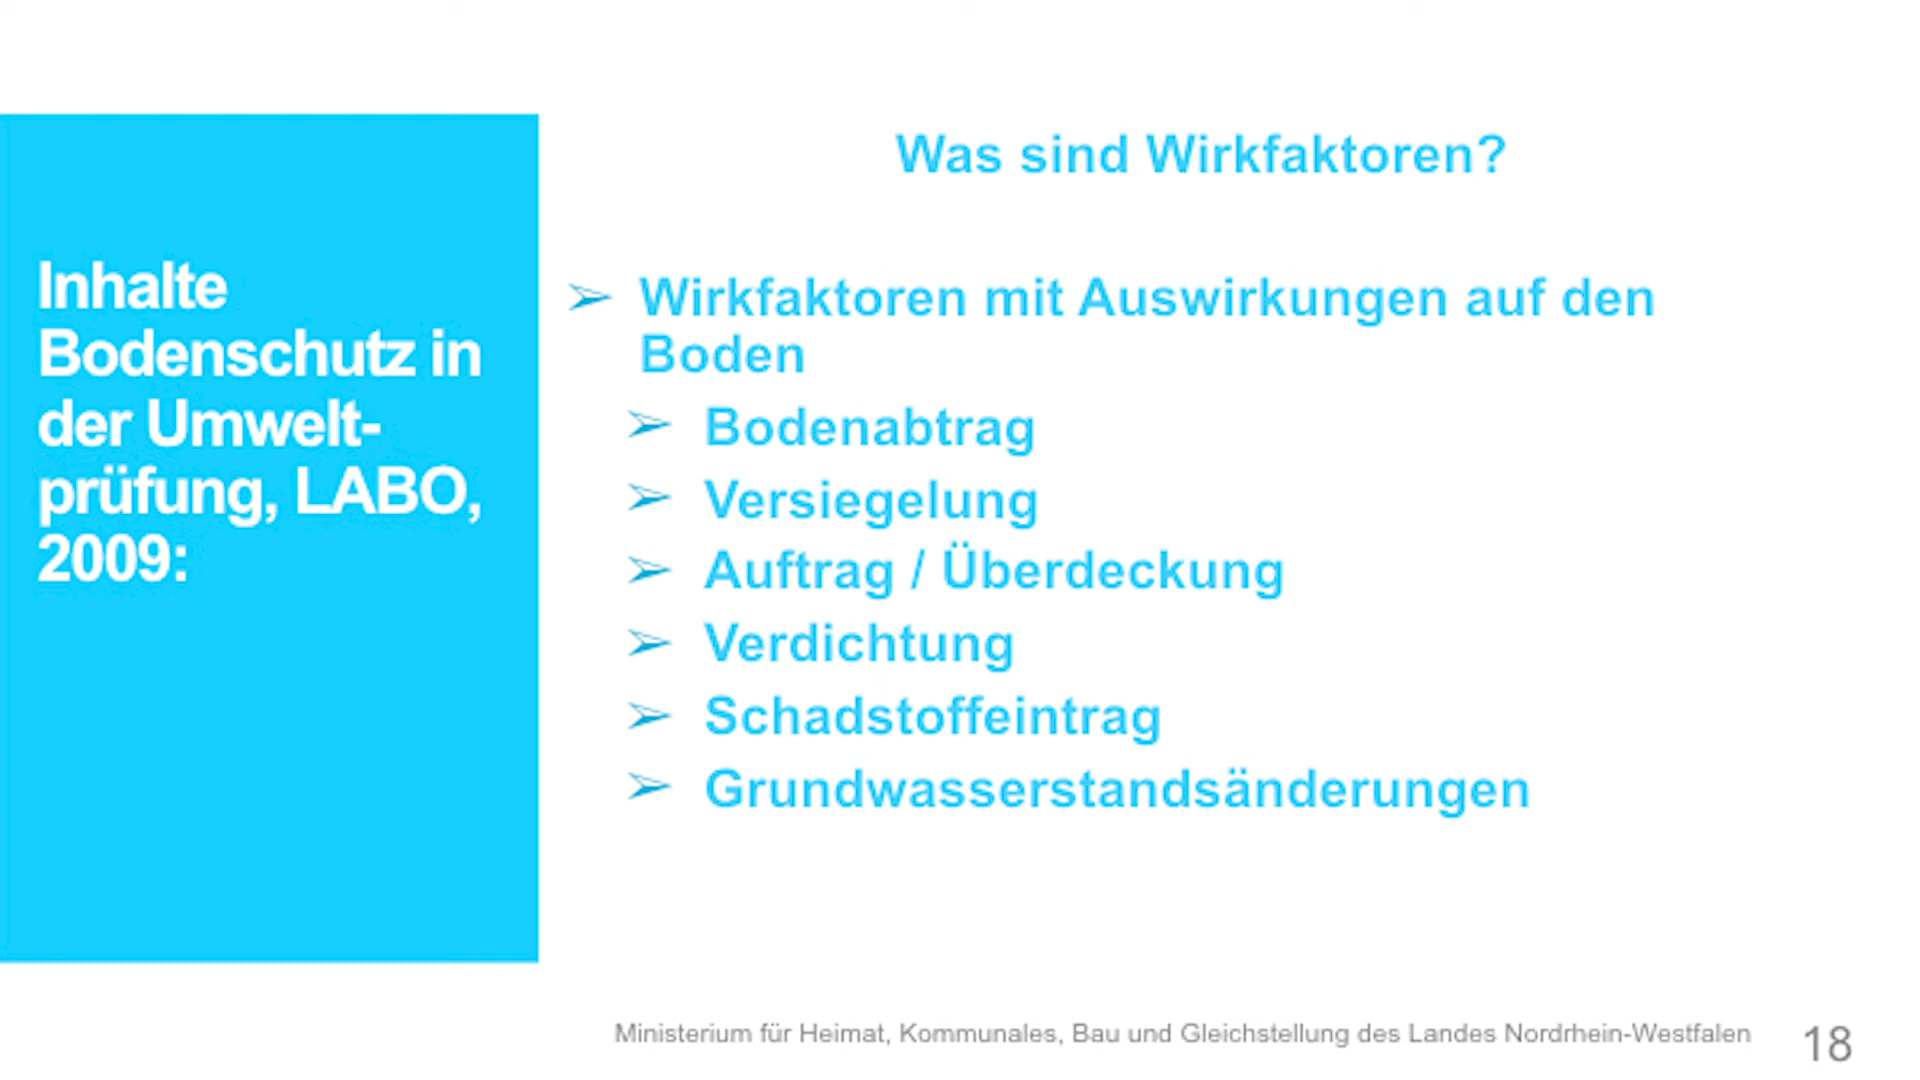 Inhalte
Bodenschutz in
der Umwelt-
prüfung, LABO,
2009:
Was sind Wirkfaktoren?
➢ Wirkfaktoren mit Auswirkungen auf den
Boden
➢ Bodenabtrag
➢ Versiegelung
➢ Auftrag / Überdeckung
➢ Verdichtung
➢ Schadstoffeintrag
➢ Grundwasserstandsänderungen
Ministerium für Heimat, Kommunales, Bau und Gleichstellung des Landes Nordrhein-Westfalen
18